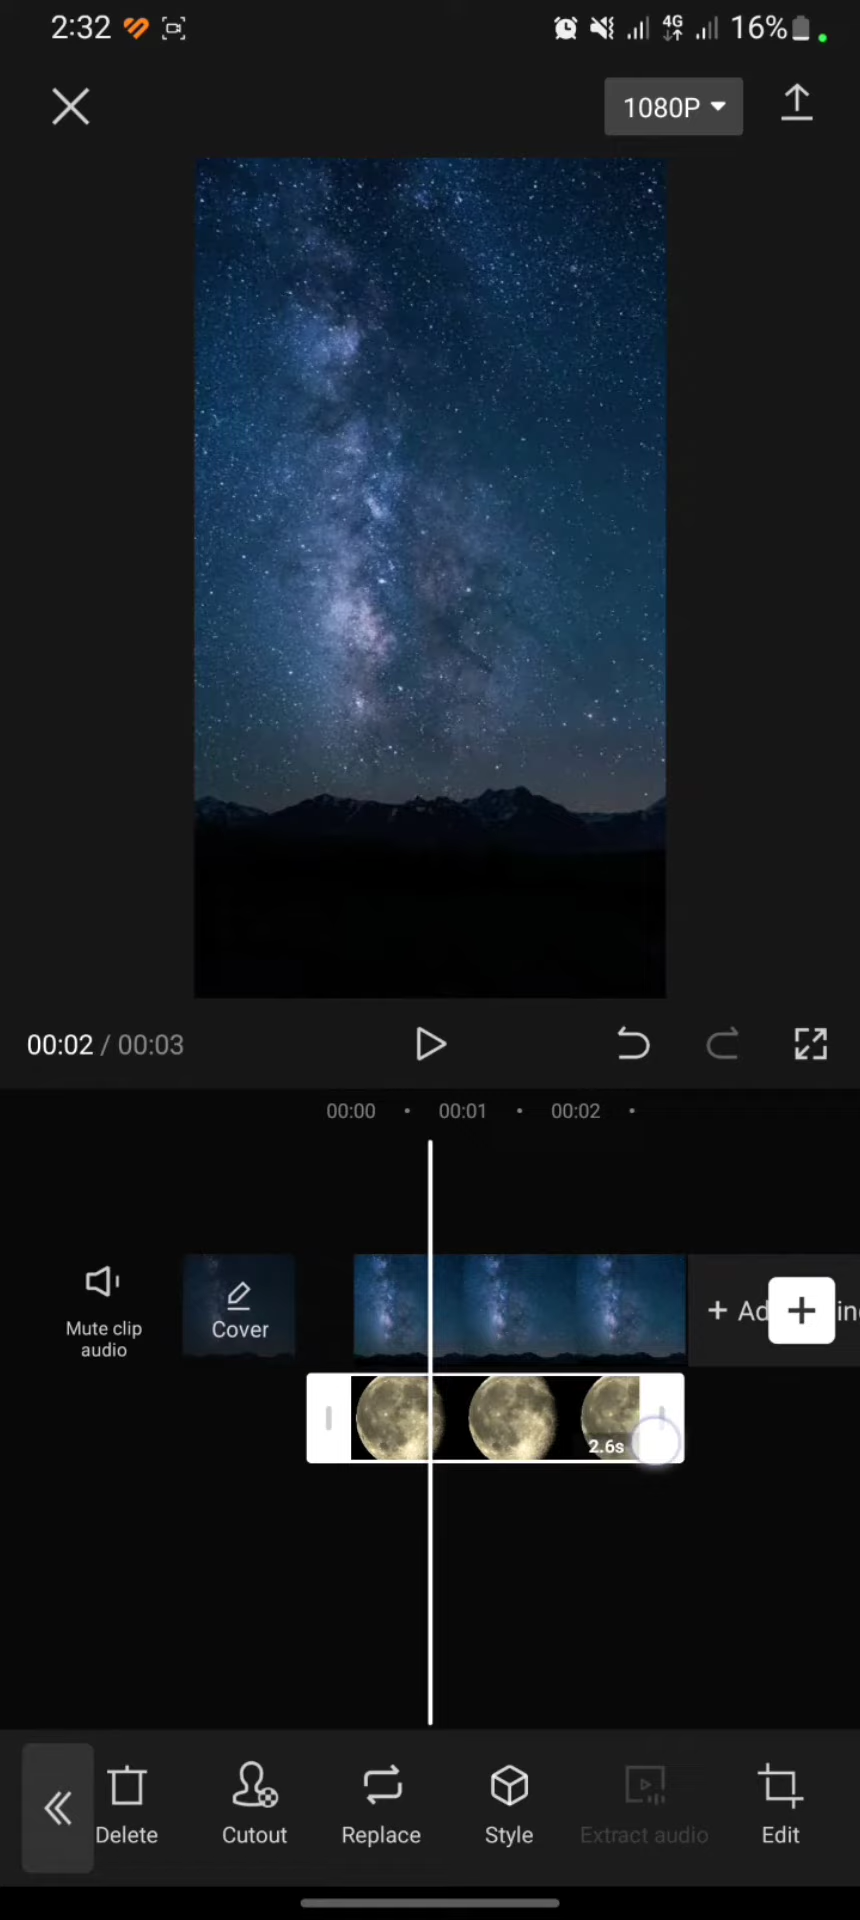 2:32
4G
16%
1080P
00:02 / 00:03
00:00
00:01
00:02
Mute clip
audio
Cover
+ Ad
2.6s
Delete
Cutout
Replace
Style
Extract audio
Edit